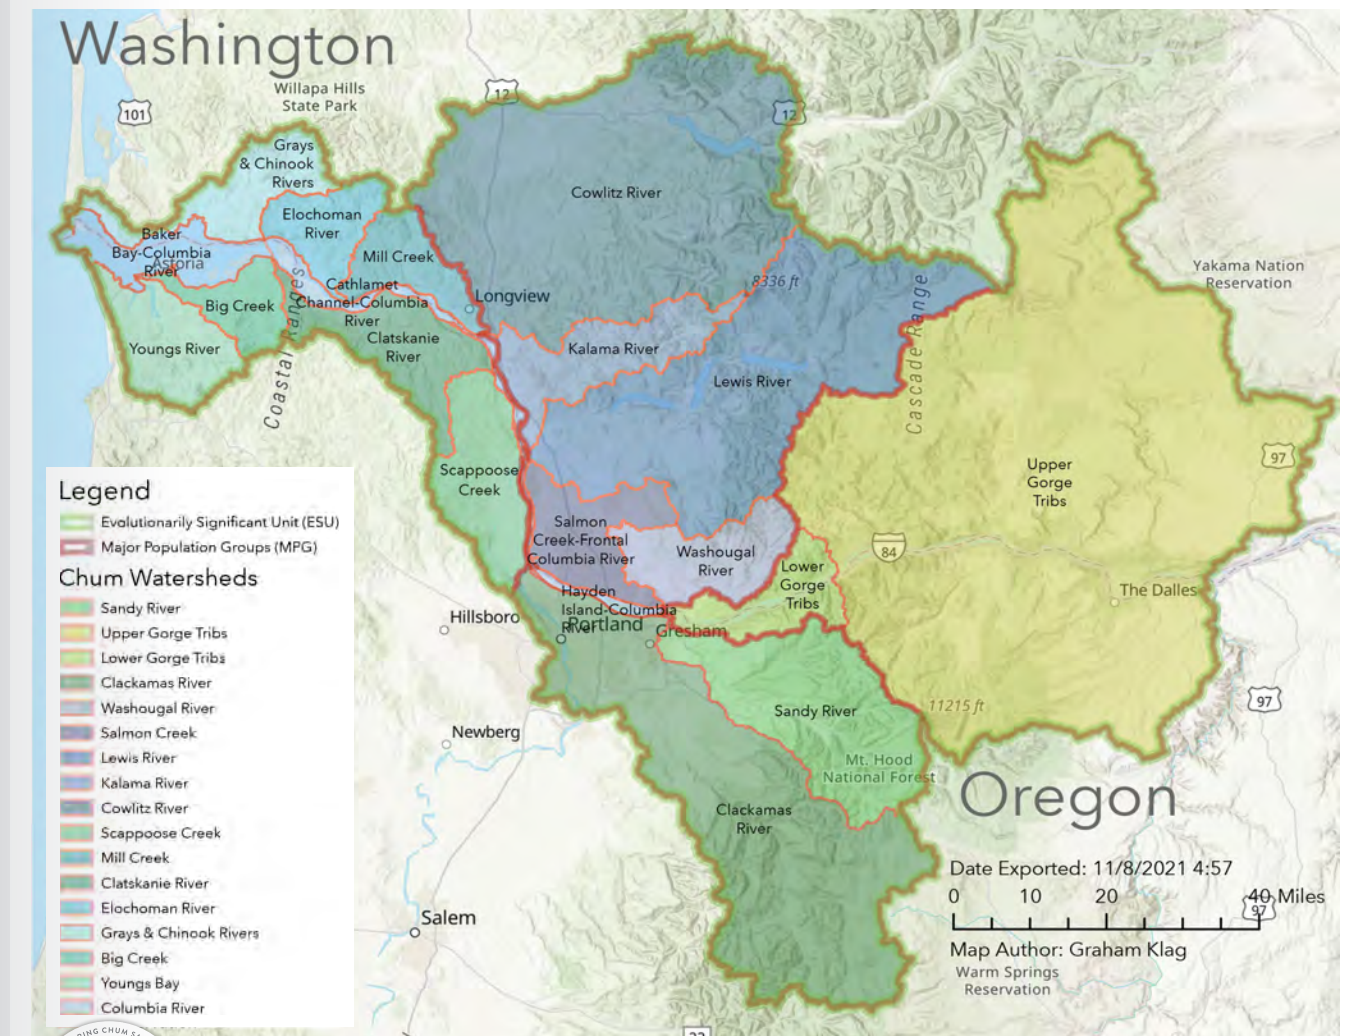 Washington
Willapa Hills
State Park
101
12
12
Grays
& Chinook
Rivers
Cowlitz River
Elochoman
River
Baker
Bay-Columbia
River
Astoria
Mill Creek
Yakama Nation
Reservation
8336 ft
Cathlamet
Channel-Columbia
River
Longview
Big Creek
Coastal Ranges
Cascade Range
Clatskanie
River
Youngs River
Kalama River
Lewis River
97
Scappoose
Creek
Upper
Gorge
Tribs
Salmon
Creek-Frontal
Columbia River
Washougal
River
84
Lower
Gorge
Tribs
The Dalles
Hayden
Island-Columbia
River
Hillsboro
Portland
Gresham
97
11215 ft
Sandy River
Newberg
Mt. Hood
National Forest
Clackamas
River
Salem
Oregon
Date Exported: 11/8/2021 4:57
0 10 20 40 Miles
97
Map Author: Graham Klag
Warm Springs
Reservation
Legend
Evolutionarily Significant Unit (ESU)
Major Population Groups (MPG)
Chum Watersheds
Sandy River
Upper Gorge Tribs
Lower Gorge Tribs
Clackamas River
Washougal River
Salmon Creek
Lewis River
Kalama River
Cowlitz River
Scappoose Creek
Mill Creek
Clatskanie River
Elochoman River
Grays & Chinook Rivers
Big Creek
Youngs Bay
Columbia River
CHUM